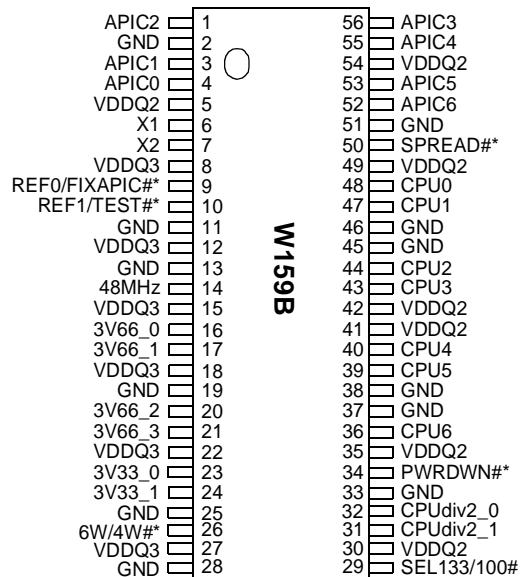 APIC2 1 56 APIC3
GND 2 55 APIC4
APIC1 3 54 VDDQ2
APIC0 4 53 APIC5
VDDQ2 5 52 APIC6
X1 6 51 GND
X2 7 50 SPREAD#*
VDDQ3 8 49 VDDQ2
REF0/FIXAPIC#* 9 48 CPU0
REF1/TEST#* 10 47 CPU1
GND 11 46 GND
VDDQ3 12 45 GND
GND 13 44 CPU2
48MHz 14 43 CPU3
VDDQ3 15 42 VDDQ2
3V66_0 16 41 VDDQ2
3V66_1 17 40 CPU4
VDDQ3 18 39 CPU5
GND 19 38 GND
3V66_2 20 37 GND
3V66_3 21 36 CPU6
VDDQ3 22 35 VDDQ2
3V33_0 23 34 PWRDWN#*
3V33_1 24 33 GND
GND 25 32 CPUdiv2_0
6W/4W#* 26 31 CPUdiv2_1
VDDQ3 27 30 VDDQ2
GND 28 29 SEL133/100#
W159B